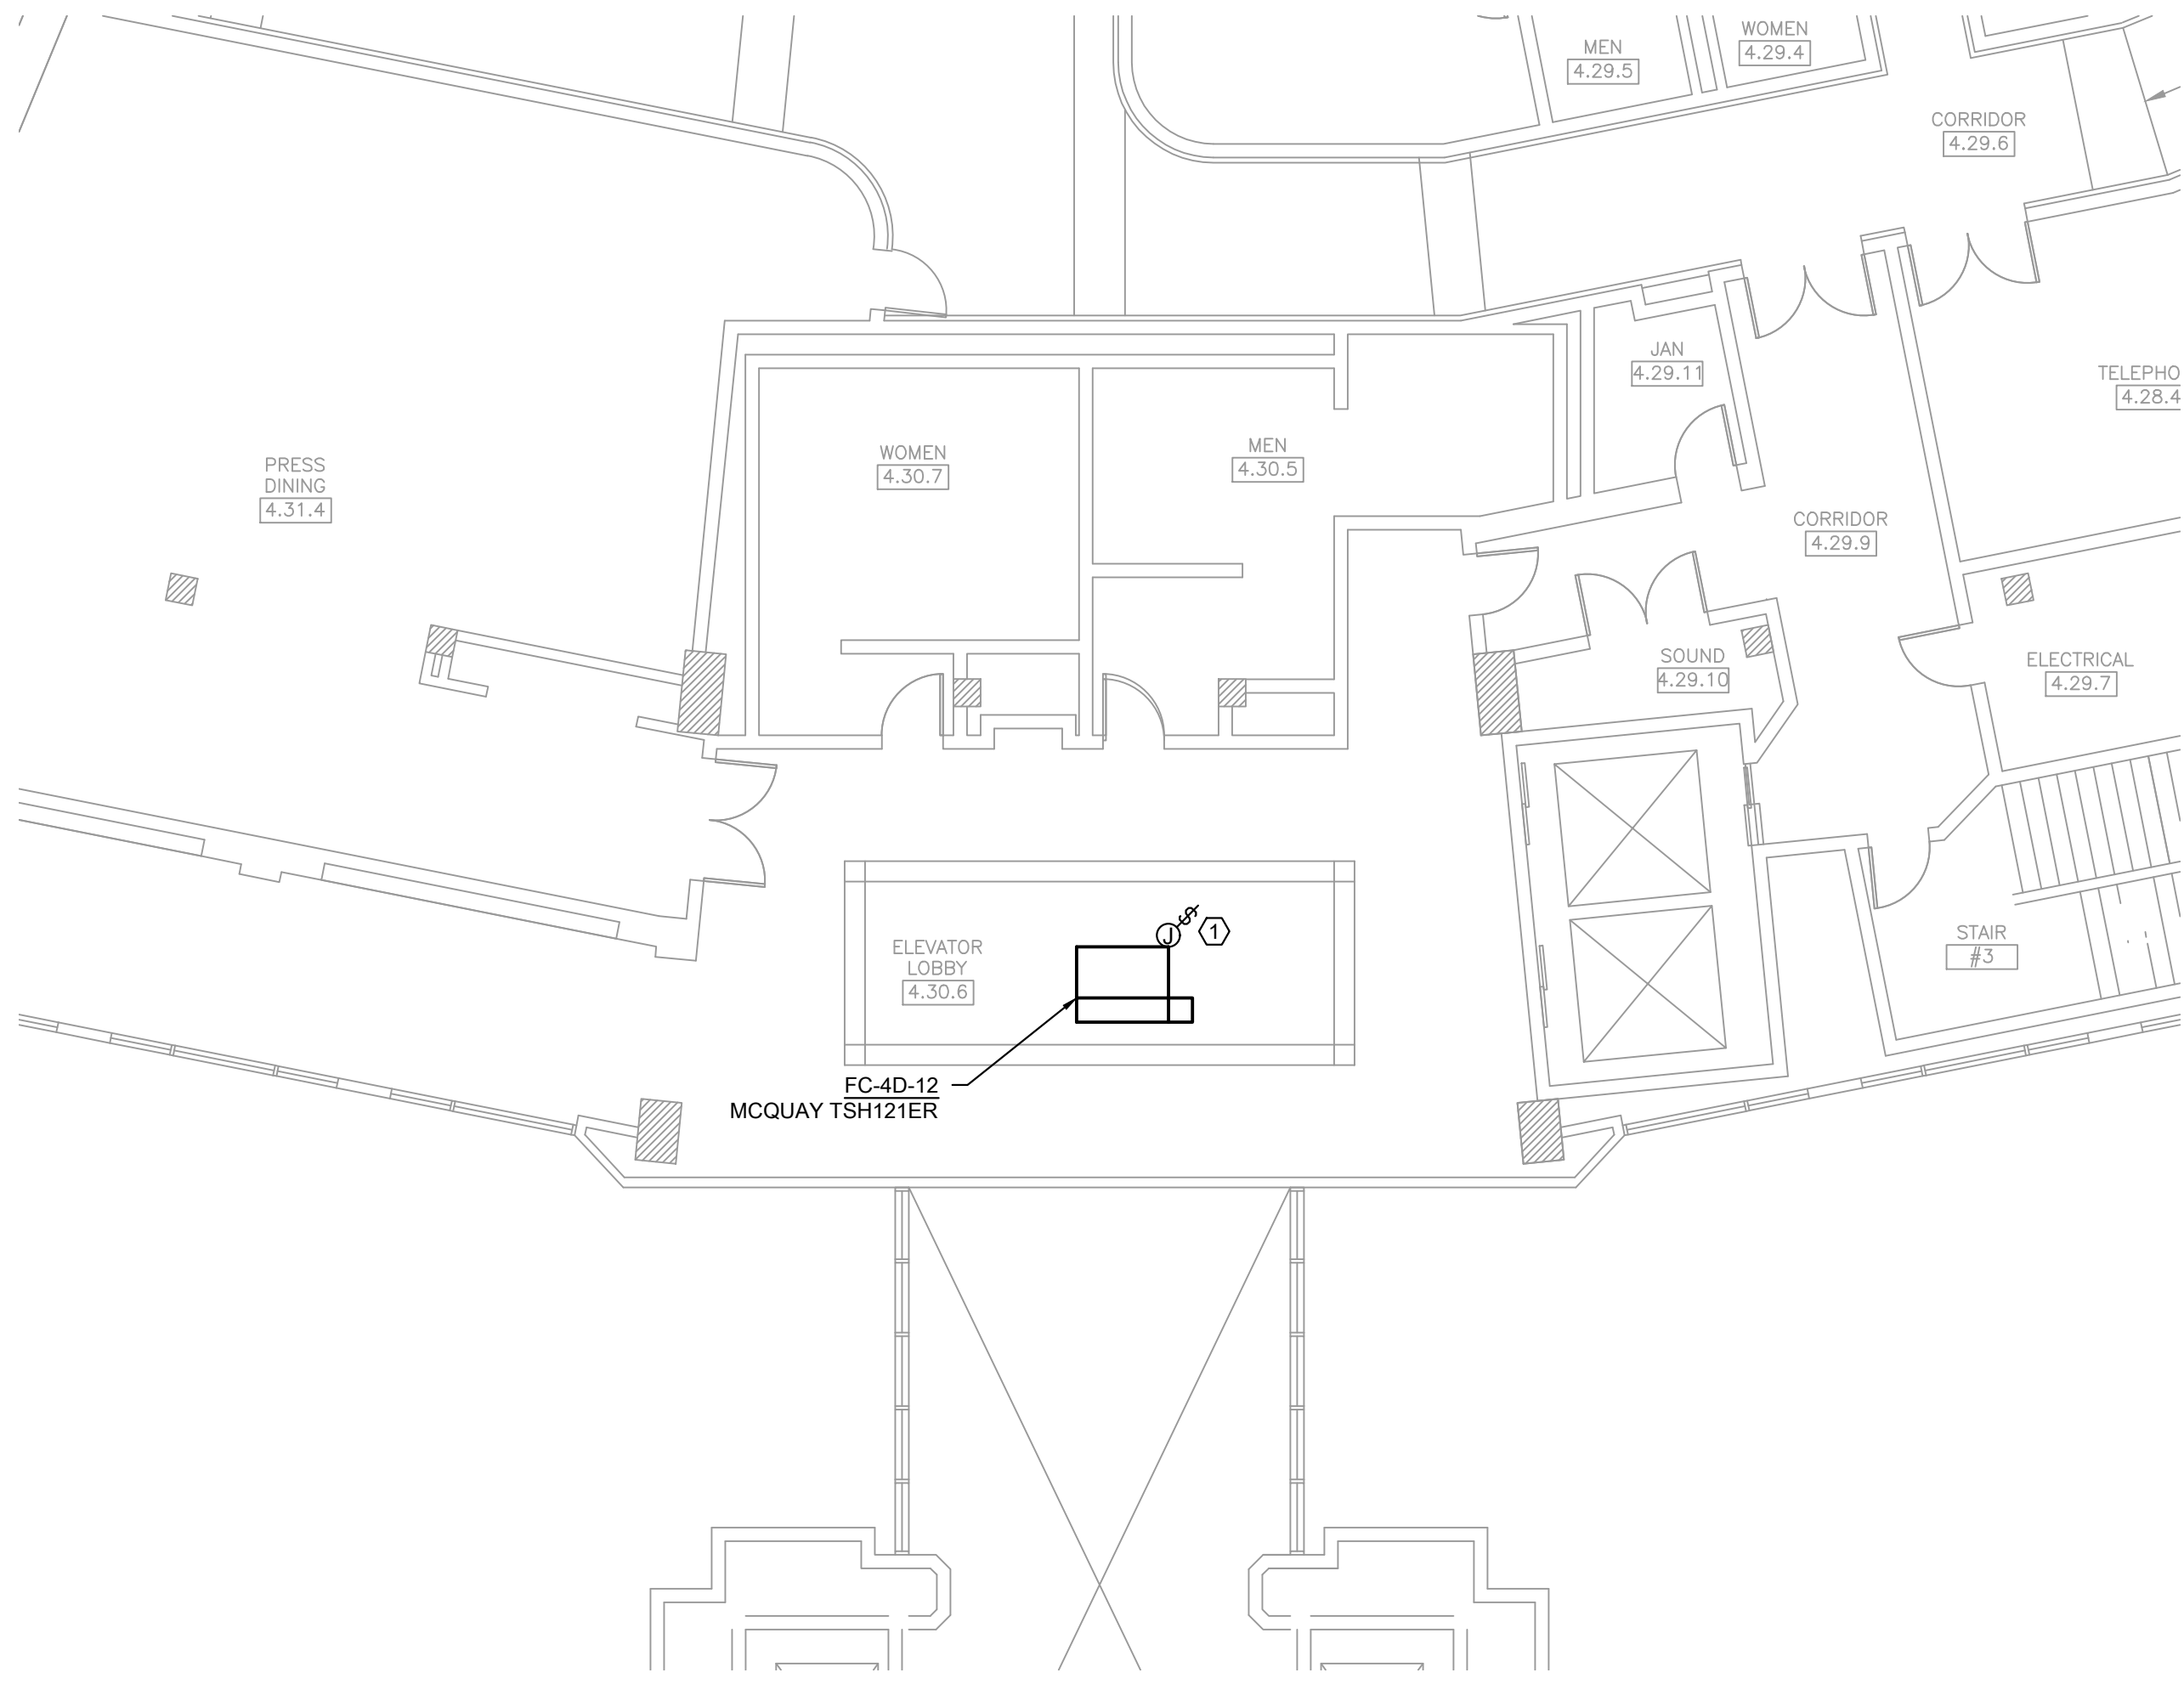 WOMEN
4.29.4
MEN
4.29.5
CORRIDOR
4.29.6
JAN
4.29.11
TELEPHO
4.28.4
WOMEN
4.30.7
MEN
4.30.5
PRESS
DINING
4.31.4
CORRIDOR
4.29.9
SOUND
4.29.10
ELECTRICAL
4.29.7
ELEVATOR
LOBBY
4.30.6
J
$
1
STAIR
#3
FC-4D-12
MCQUAY TSH121ER